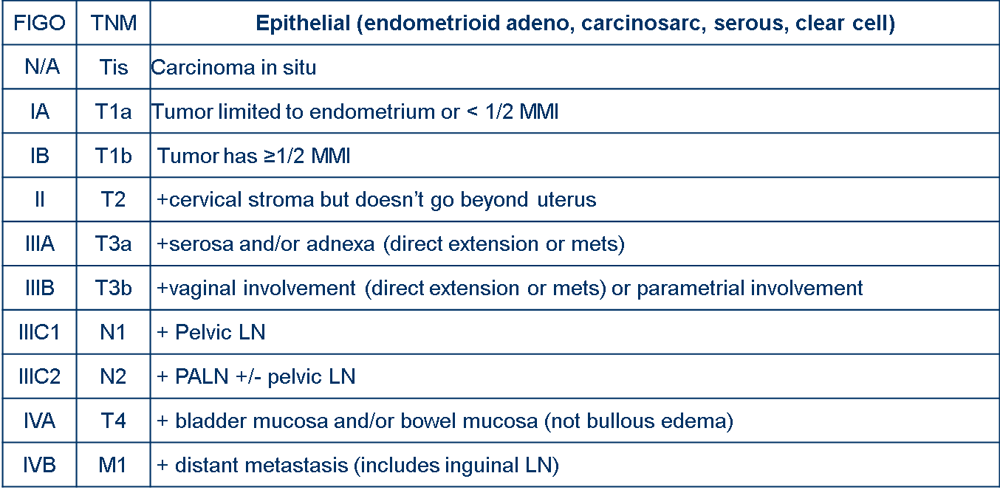 FIGO TNM Epithelial (endometrioid adeno, carcinosarc, serous, clear cell)
N/A Tis Carcinoma in situ
IA T1a Tumor limited to endometrium or < 1/2 MMI
IB T1b Tumor has ≥1/2 MMI
II T2 +cervical stroma but doesn’t go beyond uterus
IIIA T3a +serosa and/or adnexa (direct extension or mets)
IIIB T3b +vaginal involvement (direct extension or mets) or parametrial involvement
IIIC1 N1 + Pelvic LN
IIIC2 N2 + PALN +/- pelvic LN
IVA T4 + bladder mucosa and/or bowel mucosa (not bullous edema)
IVB M1 + distant metastasis (includes inguinal LN)